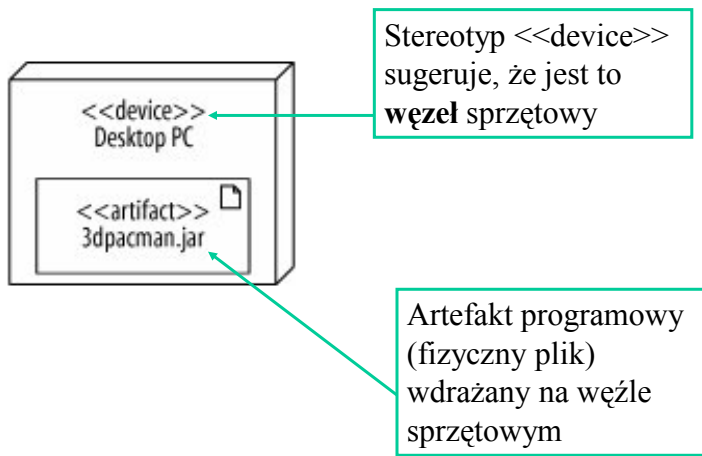 Stereotyp <<device>>
sugeruje, że jest to
węzeł sprzętowy
<<device>>
Desktop PC
<<artifact>>
3dpacman.jar
Artefakt programowy
(fizyczny plik)
wdrażany na węźle
sprzętowym